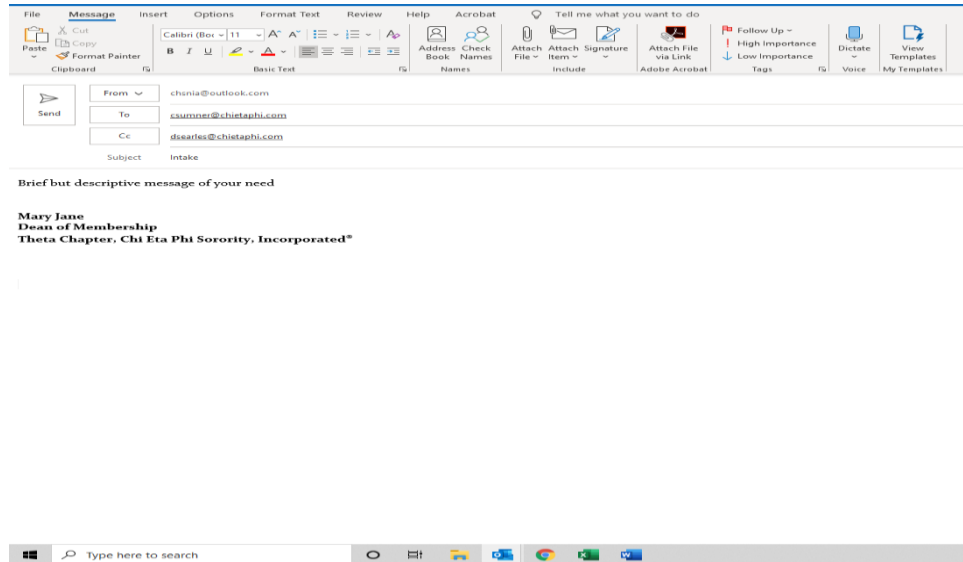 File Message Insert Options Format Text Review Help Acrobat Tell me what you want to do
Paste
Cut
Copy
Format Painter
Clipboard
Calibri (Boc 11 A^ A˅
B I U A
Basic Text
Address Book
Check Names
Names
Attach File
Attach Item
Signature
Include
Attach File via Link
Adobe Acrobat
Follow Up
High Importance
Low Importance
Tags
Dictate
Voice
View Templates
My Templates
Send
From chsnia@outlook.com
To csumner@chietaphi.com
Cc dsearles@chietaphi.com
Subject Intake
Brief but descriptive message of your need
Mary Jane
Dean of Membership
Theta Chapter, Chi Eta Phi Sorority, Incorporated®
Type here to search